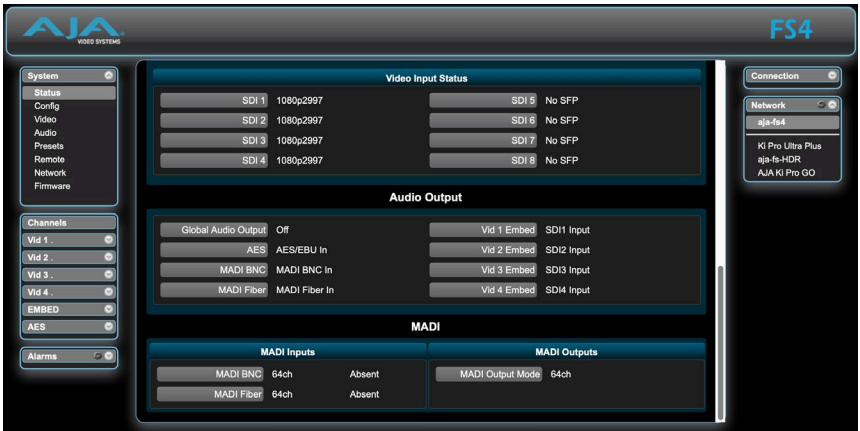 AJA
VIDEO SYSTEMS
FS4
System
Status
Config
Video
Audio
Presets
Remote
Network
Firmware
Channels
Vid 1 .
Vid 2 .
Vid 3 .
Vid 4 .
EMBED
AES
Alarms
Video Input Status
SDI 1 1080p2997 SDI 5 No SFP
SDI 2 1080p2997 SDI 6 No SFP
SDI 3 1080p2997 SDI 7 No SFP
SDI 4 1080p2997 SDI 8 No SFP
Audio Output
Global Audio Output Off Vid 1 Embed SDI1 Input
AES AES/EBU In Vid 2 Embed SDI2 Input
MADI BNC MADI BNC In Vid 3 Embed SDI3 Input
MADI Fiber MADI Fiber In Vid 4 Embed SDI4 Input
MADI
MADI Inputs MADI Outputs
MADI BNC 64ch Absent MADI Output Mode 64ch
MADI Fiber 64ch Absent
Connection
Network
aja-fs4
Ki Pro Ultra Plus
aja-fs-HDR
AJA Ki Pro GO